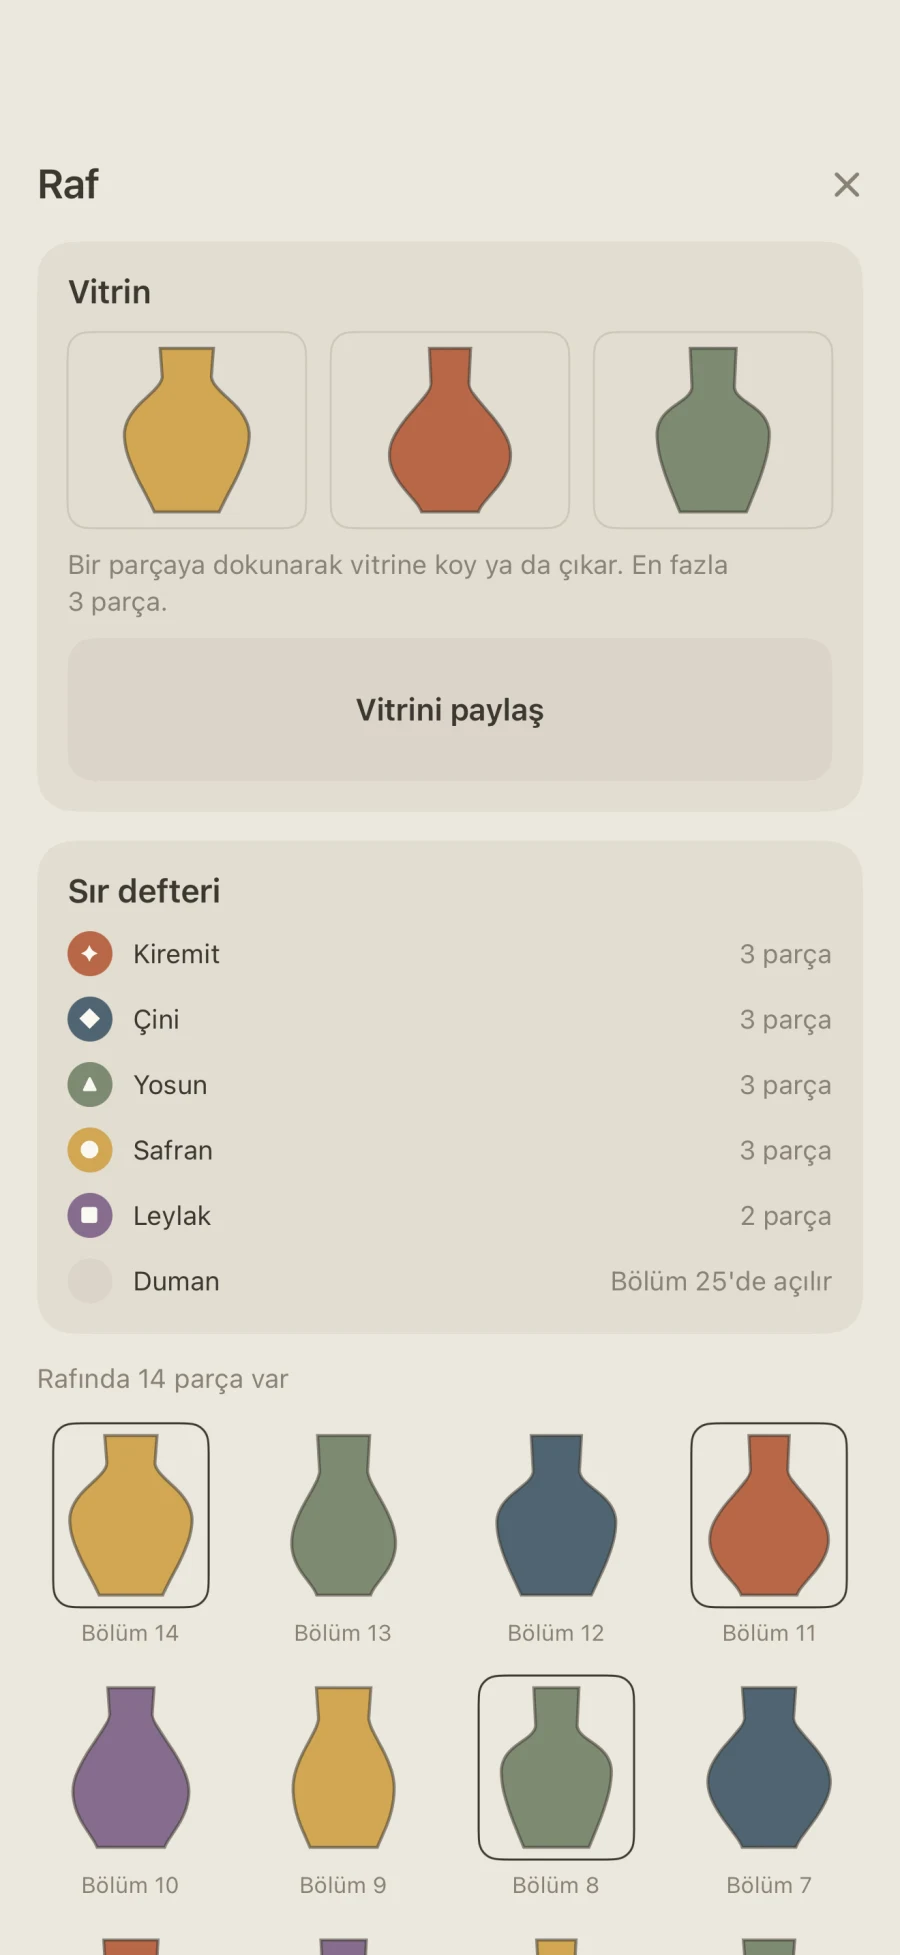 Raf
Vitrin
Bir parçaya dokunarak vitrine koy ya da çıkar. En fazla
3 parça.
Vitrini paylaş
Sır defteri
Kiremit 3 parça
Çini 3 parça
Yosun 3 parça
Safran 3 parça
Leylak 2 parça
Duman Bölüm 25'de açılır
Rafında 14 parça var
Bölüm 14 Bölüm 13 Bölüm 12 Bölüm 11
Bölüm 10 Bölüm 9 Bölüm 8 Bölüm 7